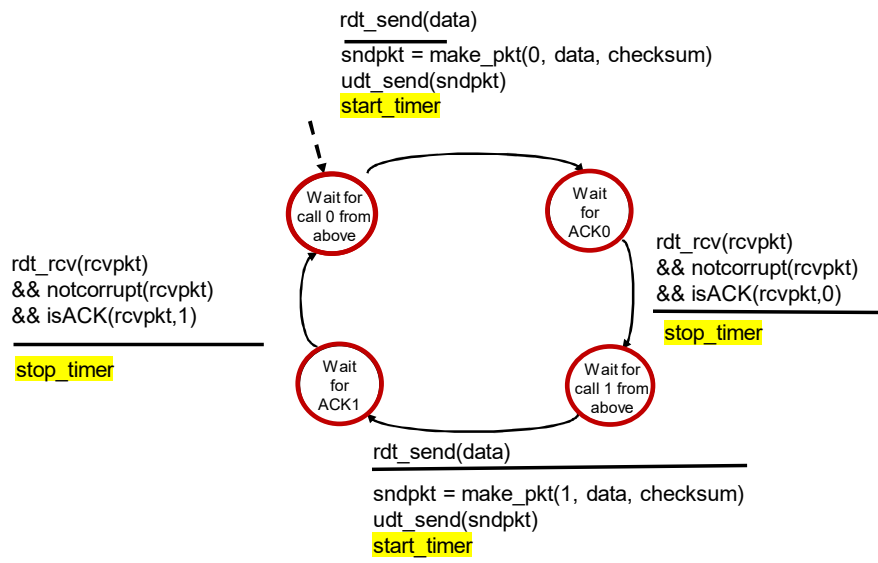 rdt_send(data)
sndpkt = make_pkt(0, data, checksum)
udt_send(sndpkt)
start_timer
Wait for
call 0 from
above
Wait
for
ACK0
rdt_rcv(rcvpkt)
&& notcorrupt(rcvpkt)
&& isACK(rcvpkt,0)
stop_timer
rdt_rcv(rcvpkt)
&& notcorrupt(rcvpkt)
&& isACK(rcvpkt,1)
stop_timer
Wait
for
ACK1
Wait for
call 1 from
above
rdt_send(data)
sndpkt = make_pkt(1, data, checksum)
udt_send(sndpkt)
start_timer